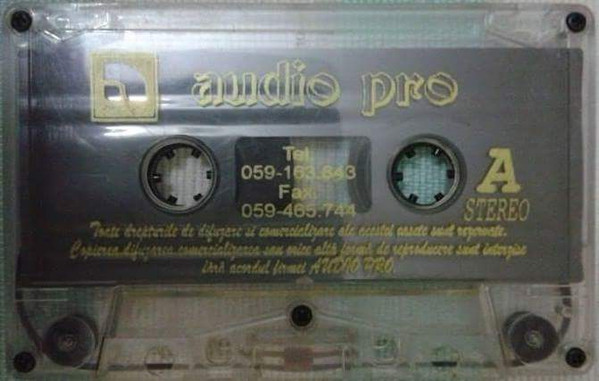 audio pro
Tel
059-163.843
Fax
059-465.744
A
STEREO
Toate drepturile de difuzare si comercializare ale acestei casete sunt rezervate.
Copierea difuzarea comercializarea sau orice altă formă de reproducere sunt interzise
fără acordul firmei AUDIO PRO